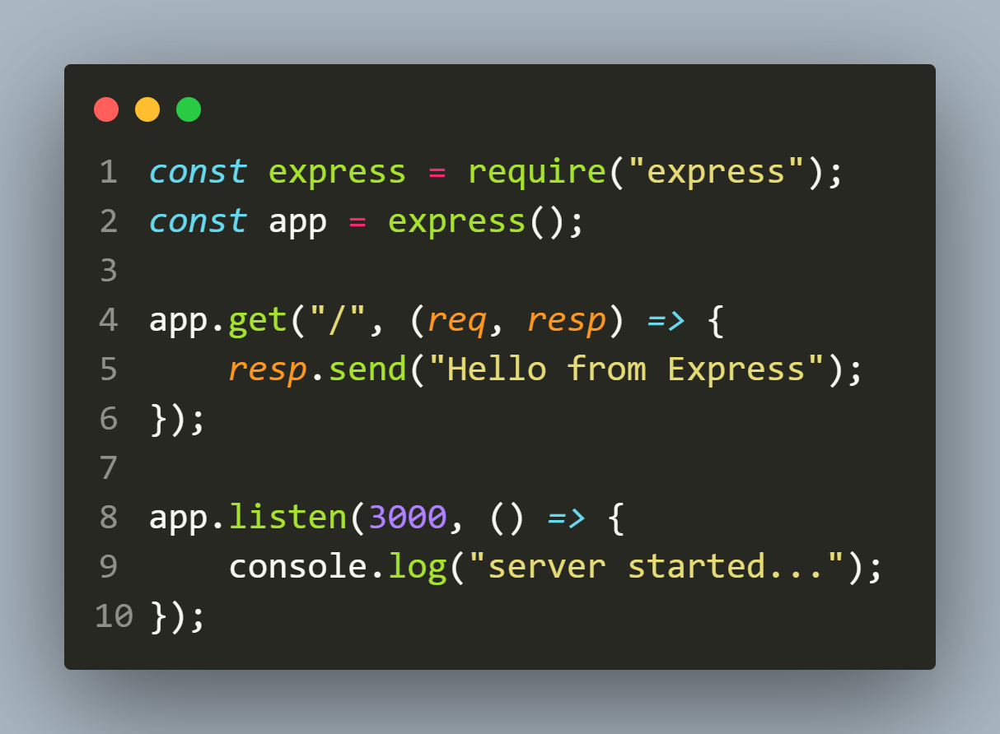 1 const express = require("express");
2 const app = express();
3
4 app.get("/", (req, resp) => {
5     resp.send("Hello from Express");
6 });
7
8 app.listen(3000, () => {
9     console.log("server started...");
10 });